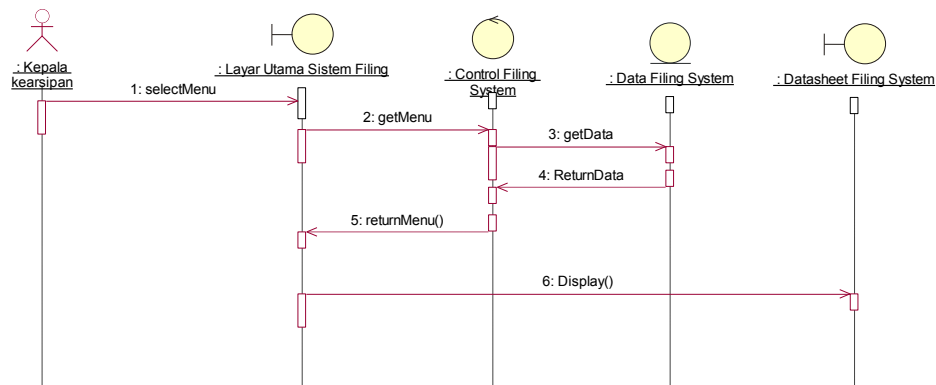 : Kepala
kearsipan
: Layar Utama Sistem Filing
: Control Filing
System
: Data Filing System
: Datasheet Filing System
1: selectMenu
2: getMenu
3: getData
4: ReturnData
5: returnMenu()
6: Display()